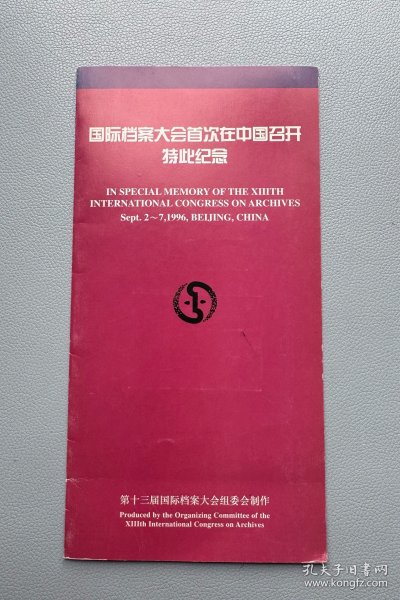 国际档案大会首次在中国召开
特此纪念
IN SPECIAL MEMORY OF THE XIIITH
INTERNATIONAL CONGRESS ON ARCHIVES
Sept. 2～7,1996, BEIJING, CHINA
第十三届国际档案大会组委会制作
Produced by the Organizing Committee of the
XIIIth International Congress on Archives
孔夫子旧书网
www.kongfz.com